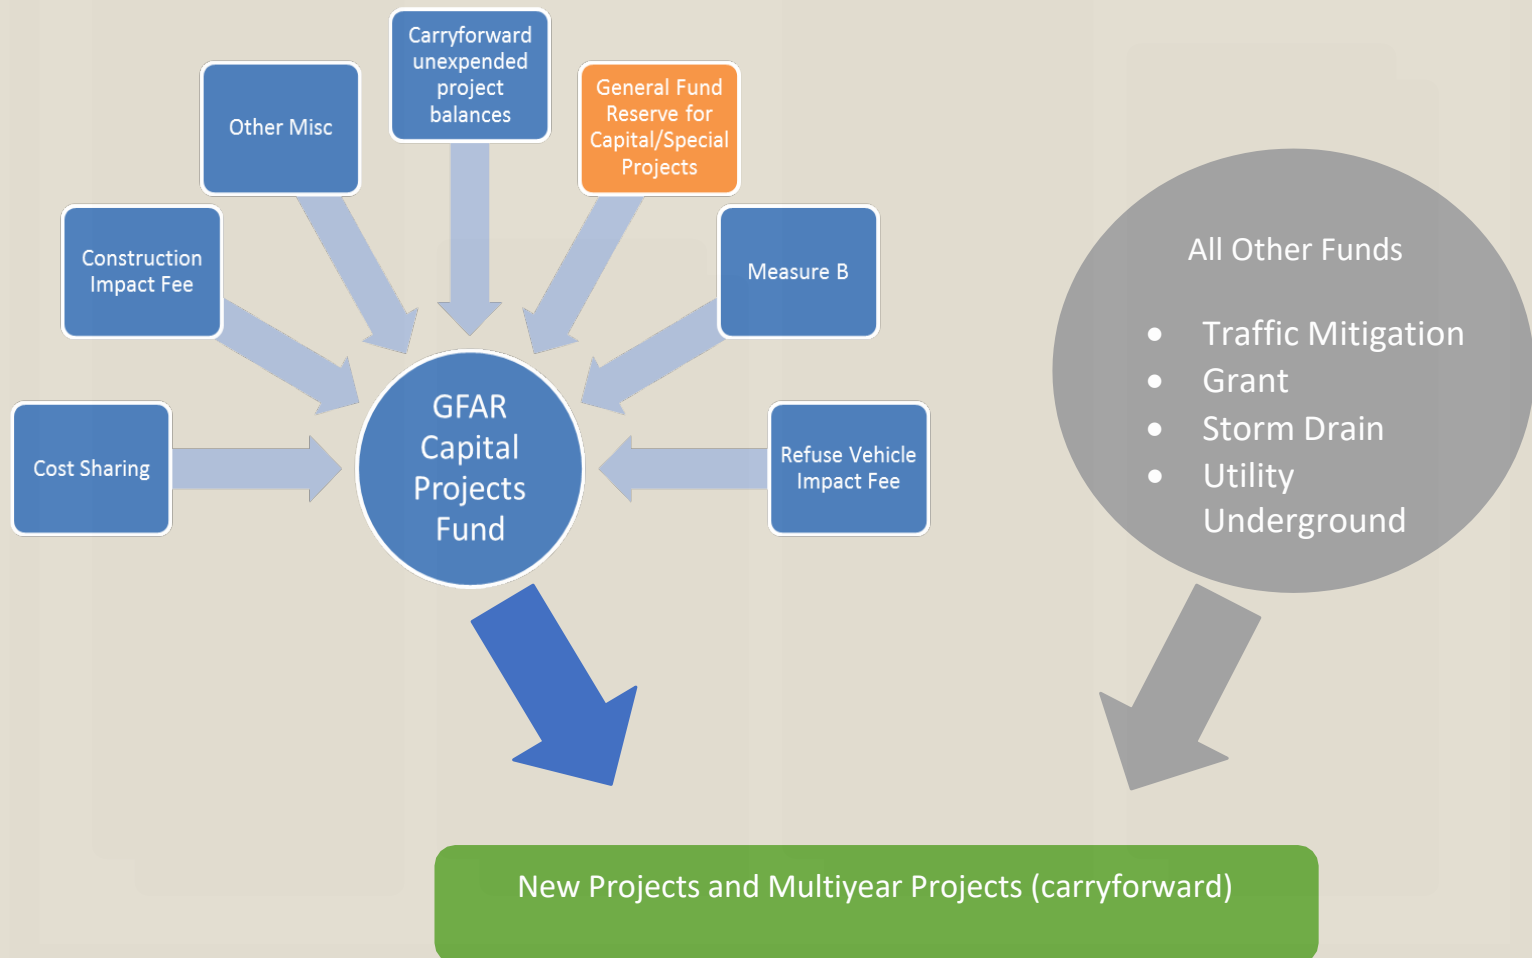 Carryforward
unexpended
project
balances
General Fund
Reserve for
Capital/Special
Projects
Other Misc
Construction
Impact Fee
Measure B
Cost Sharing
GFAR
Capital
Projects
Fund
Refuse Vehicle
Impact Fee
All Other Funds
• Traffic Mitigation
• Grant
• Storm Drain
• Utility
Underground
New Projects and Multiyear Projects (carryforward)